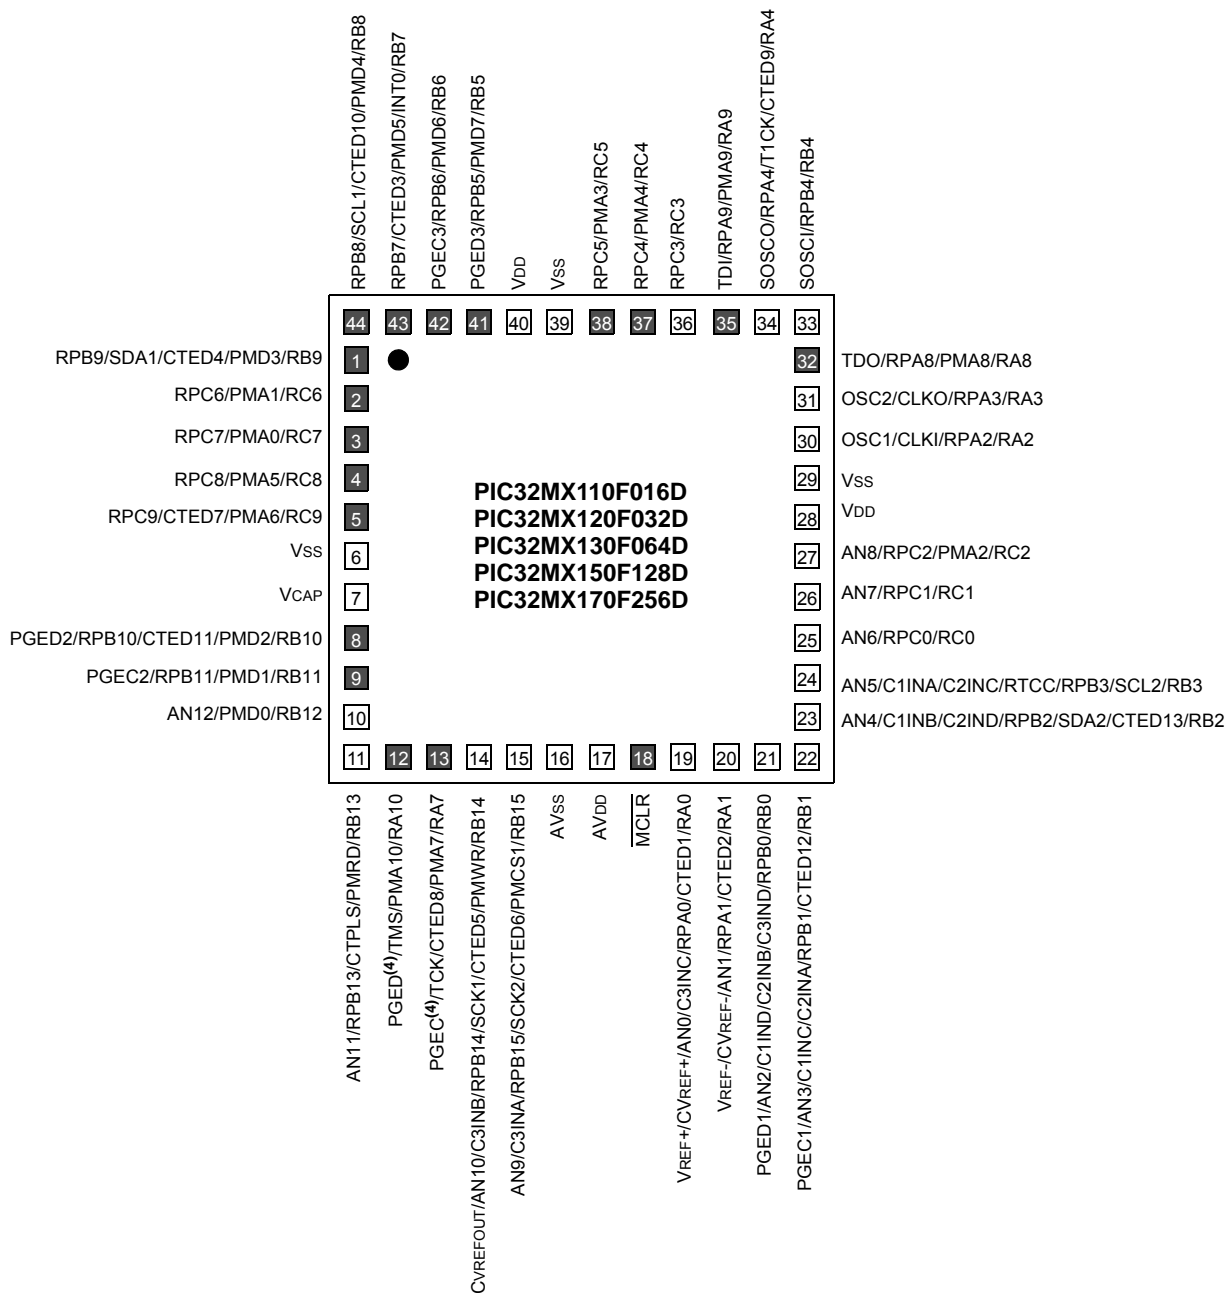 RPB8/SCL1/CTED10/PMD4/RB8
RPB7/CTED3/PMD5/INT0/RB7
PGEC3/RPB6/PMD6/RB6
PGED3/RPB5/PMD7/RB5
VDD
VSS
RPC5/PMA3/RC5
RPC4/PMA4/RC4
RPC3/RC3
TDI/RPA9/PMA9/RA9
SOSCO/RPA4/T1CK/CTED9/RA4
SOSCI/RPB4/RB4
44 43 42 41 40 39 38 37 36 35 34 33
RPB9/SDA1/CTED4/PMD3/RB9 1
RPC6/PMA1/RC6 2
RPC7/PMA0/RC7 3
RPC8/PMA5/RC8 4
RPC9/CTED7/PMA6/RC9 5
VSS 6
VCAP 7
PGED2/RPB10/CTED11/PMD2/RB10 8
PGEC2/RPB11/PMD1/RB11 9
AN12/PMD0/RB12 10
PIC32MX110F016D
PIC32MX120F032D
PIC32MX130F064D
PIC32MX150F128D
PIC32MX170F256D
32 TDO/RPA8/PMA8/RA8
31 OSC2/CLKO/RPA3/RA3
30 OSC1/CLKI/RPA2/RA2
29 VSS
28 VDD
27 AN8/RPC2/PMA2/RC2
26 AN7/RPC1/RC1
25 AN6/RPC0/RC0
24 AN5/C1INA/C2INC/RTCC/RPB3/SCL2/RB3
23 AN4/C1INB/C2IND/RPB2/SDA2/CTED13/RB2
11 12 13 14 15 16 17 18 19 20 21 22
AN11/RPB13/CTPLS/PMRD/RB13
PGED(4)/TMS/PMA10/RA10
PGEC(4)/TCK/CTED8/PMA7/RA7
CVREFOUT/AN10/C3INB/RPB14/SCK1/CTED5/PMWR/RB14
AN9/C3INA/RPB15/SCK2/CTED6/PMCS1/RB15
AVSS
AVDD
MCLR
VREF+/CVREF+/AN0/C3INC/RPA0/CTED1/RA0
VREF-/CVREF-/AN1/RPA1/CTED2/RA1
PGED1/AN2/C1IND/C2INB/C3IND/RPB0/RB0
PGEC1/AN3/C1INC/C2INA/RPB1/CTED12/RB1